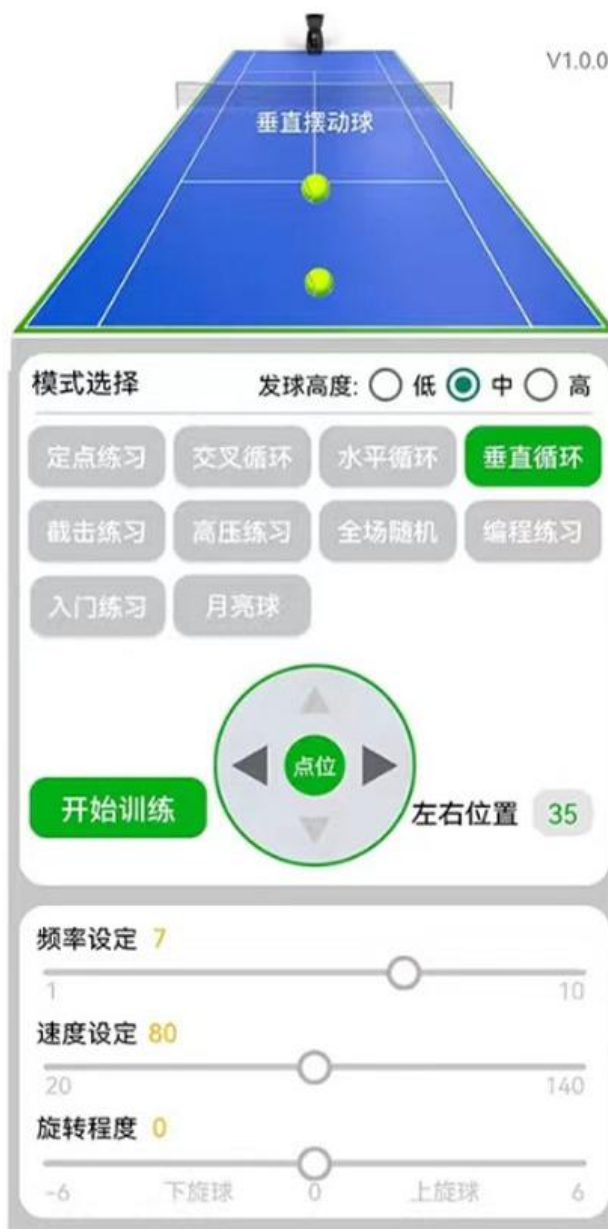 V1.0.0
垂直摆动球
模式选择 发球高度: 低 中 高
定点练习 交叉循环 水平循环 垂直循环
截击练习 高压练习 全场随机 编程练习
入门练习 月亮球
点位
开始训练 左右位置 35
频率设定 7
1 10
速度设定 80
20 140
旋转程度 0
-6 下旋球 0 上旋球 6